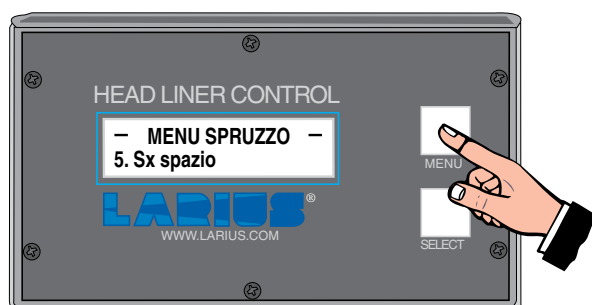 HEAD LINER CONTROL
– MENU SPRUZZO –
5. Sx spazio
LARIUS®
WWW.LARIUS.COM
MENU
SELECT